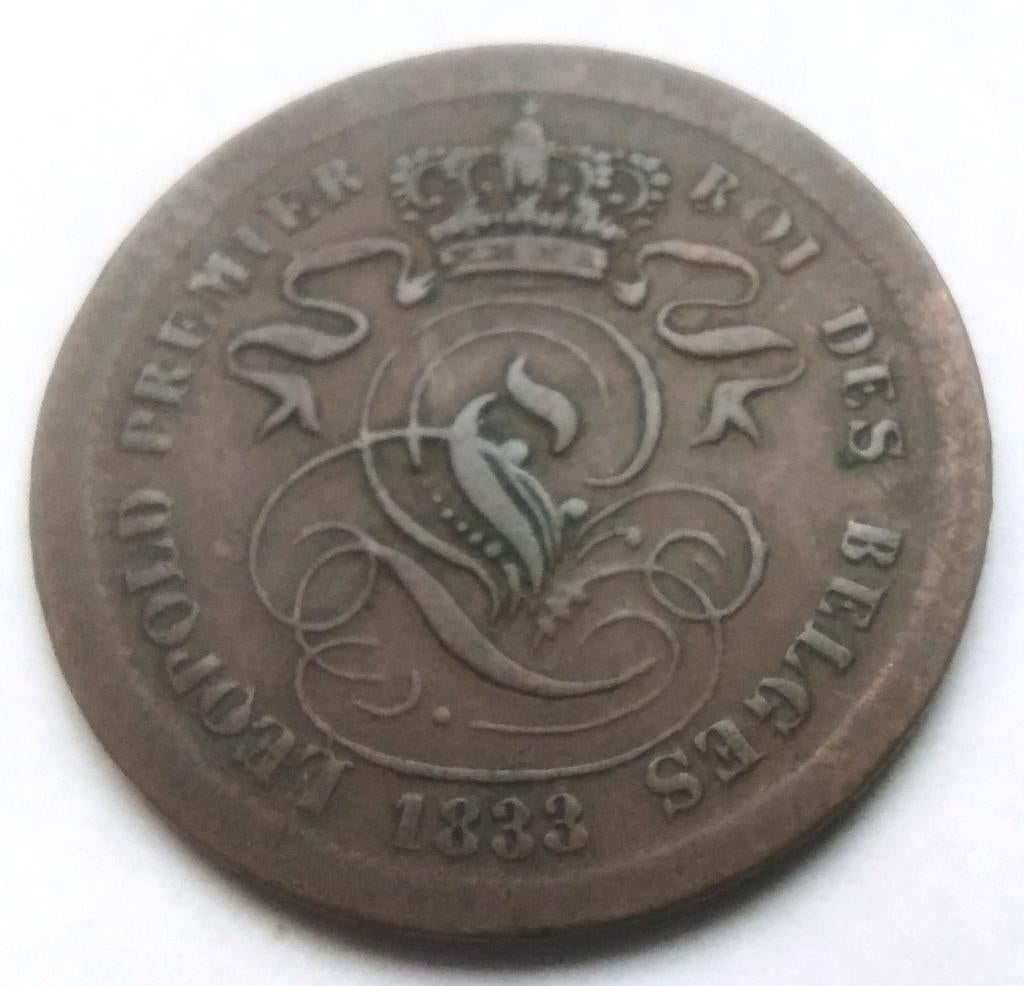 LEOPOLD PREMIER ROI DES BELGES
1833